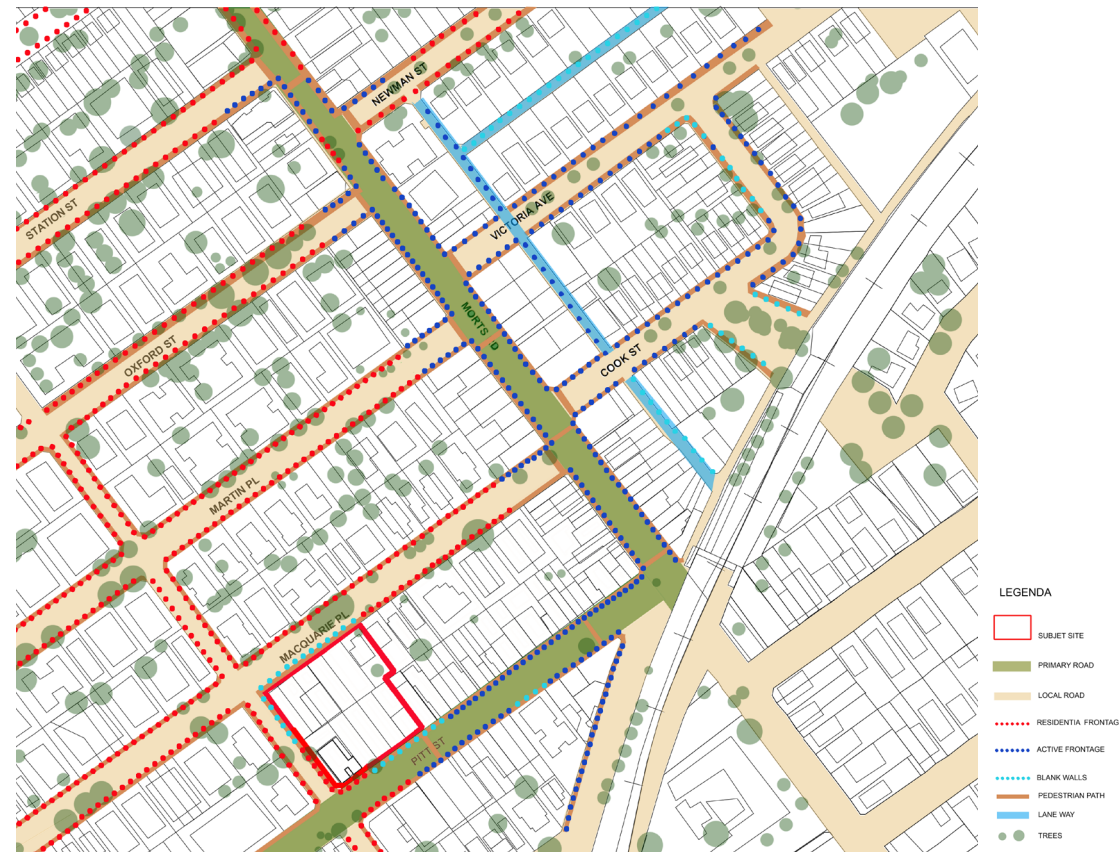 NEWMAN ST
STATION ST
VICTORIA AVE
MORTS D
OXFORD ST
COOK ST
MARTIN PL
MACQUARIE PL
PITT ST
LEGENDA
SUBJET SITE
PRIMARY ROAD
LOCAL ROAD
RESIDENTIA FRONTAG
ACTIVE FRONTAGE
BLANK WALLS
PEDESTRIAN PATH
LANE WAY
TREES